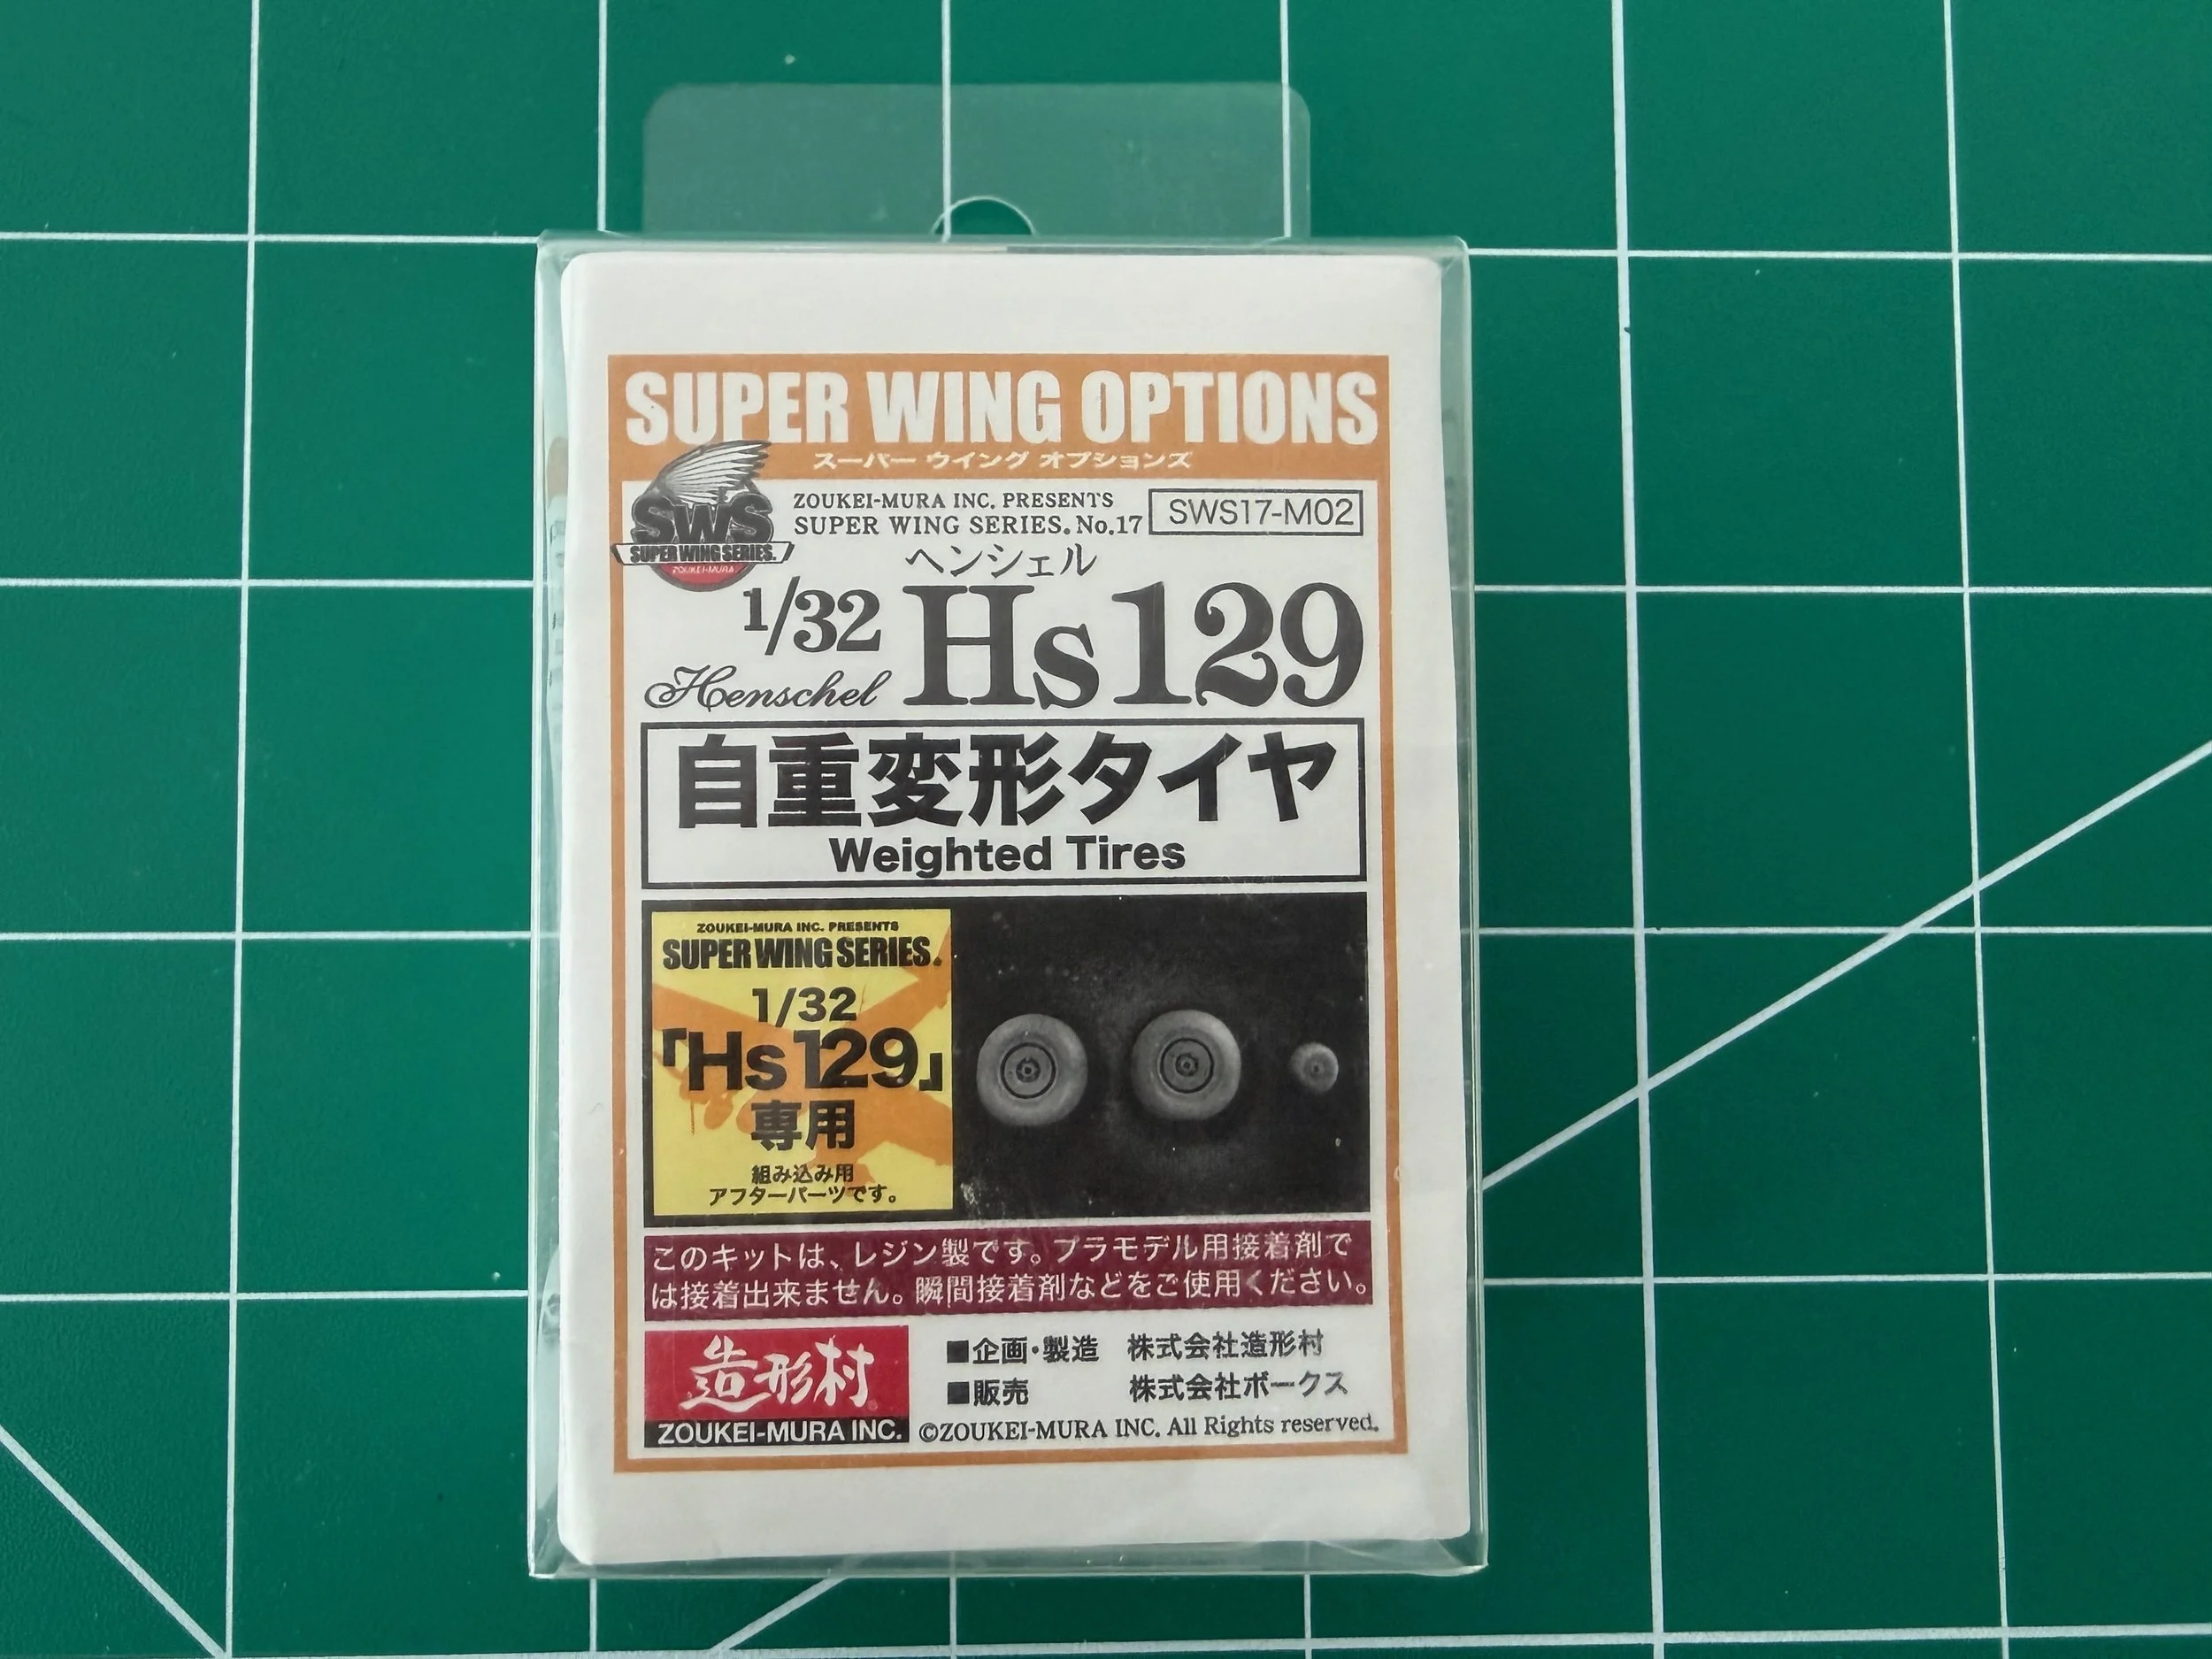 SUPER WING OPTIONS
スーパー ウイング オプションズ
SWS
SUPER WING SERIES.
ZOUKEI-MURA
ZOUKEI-MURA INC. PRESENTS
SUPER WING SERIES. No.17
SWS17-M02
ヘンシェル
1/32 Hs129
Henschel
自重変形タイヤ
Weighted Tires
ZOUKEI-MURA INC. PRESENTS
SUPER WING SERIES.
1/32
「Hs129」
専用
組み込み用
アフターパーツです。
このキットは、レジン製です。プラモデル用接着剤で
は接着出来ません。瞬間接着剤などをご使用ください。
造形村
ZOUKEI-MURA INC.
■企画・製造 株式会社造形村
■販売 株式会社ボークス
©ZOUKEI-MURA INC. All Rights reserved.